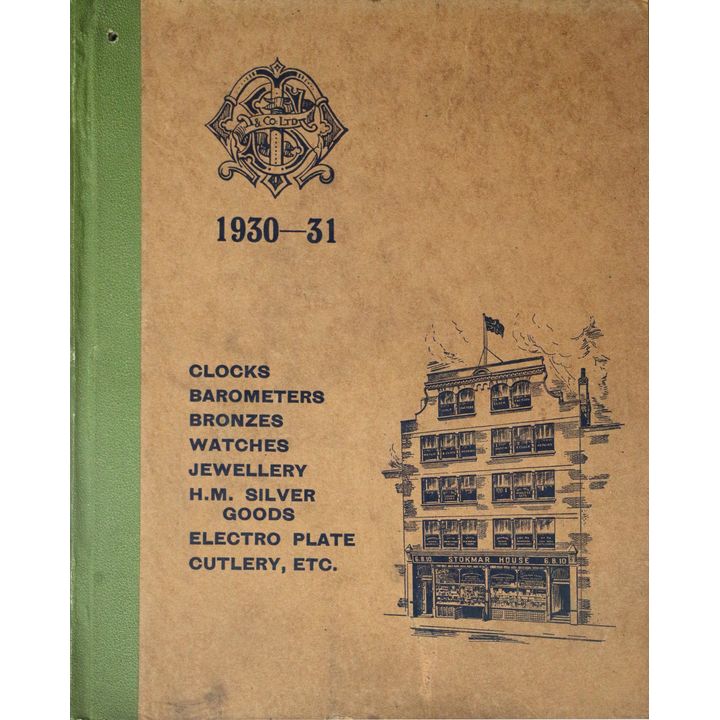 & CO. LTD
1930—31
CLOCKS
BAROMETERS
BRONZES
WATCHES
JEWELLERY
H.M. SILVER
GOODS
ELECTRO PLATE
CUTLERY, ETC.
6.8.10 STOKMAR HOUSE 6.8.10